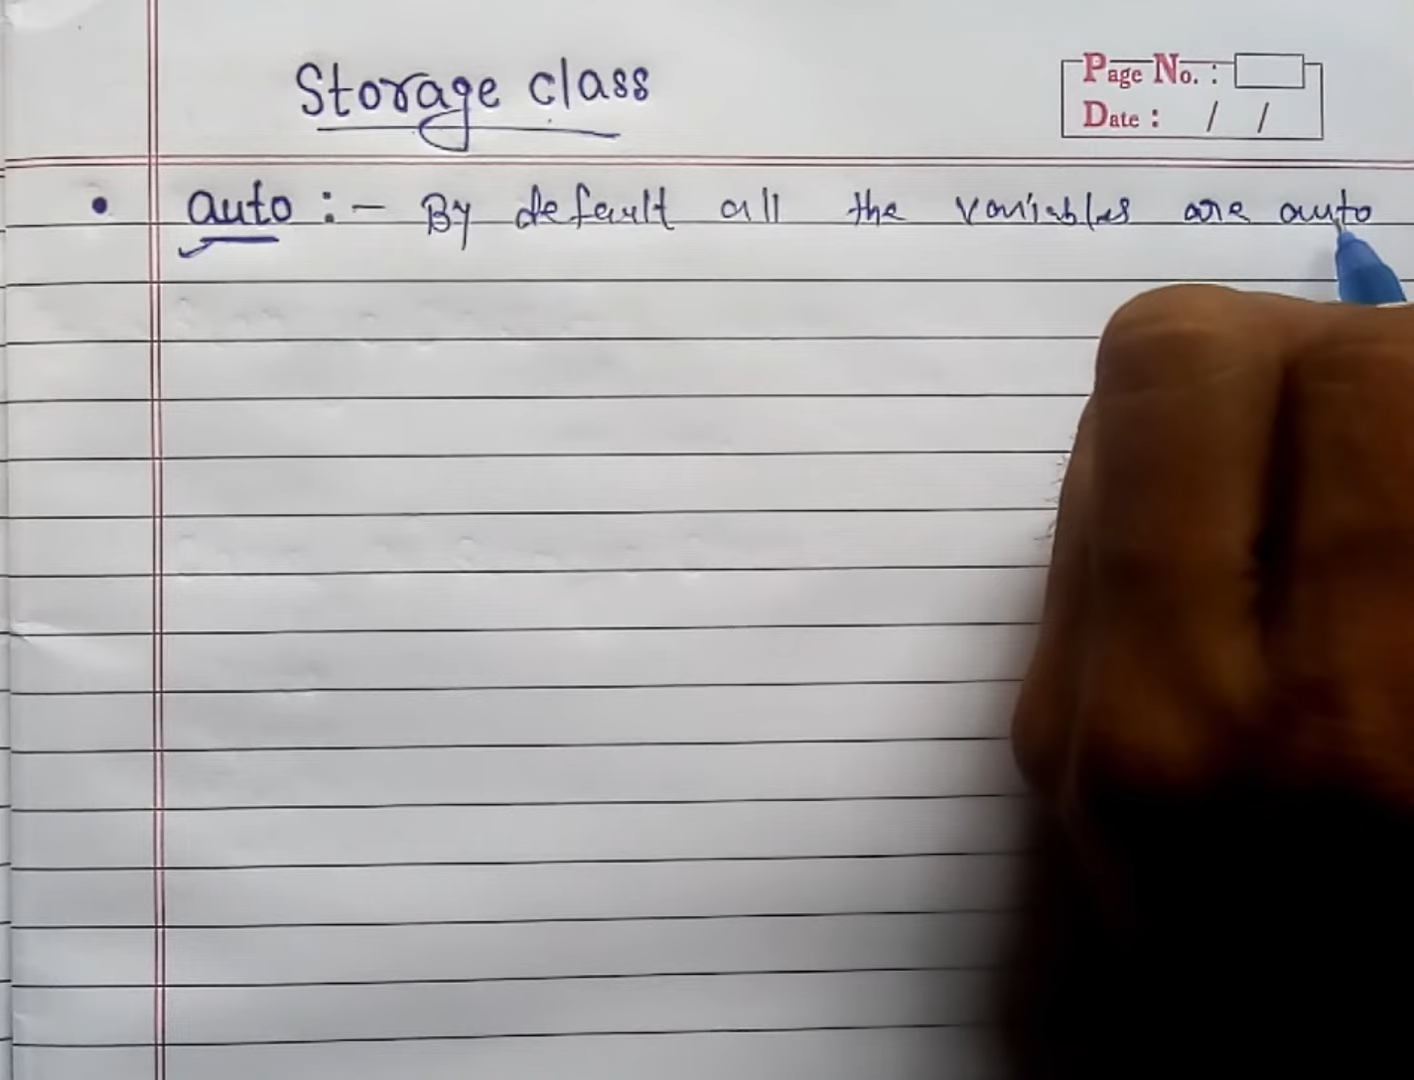 Storage class
Page No. :
Date : / /
• auto :- By default all the variables are auto